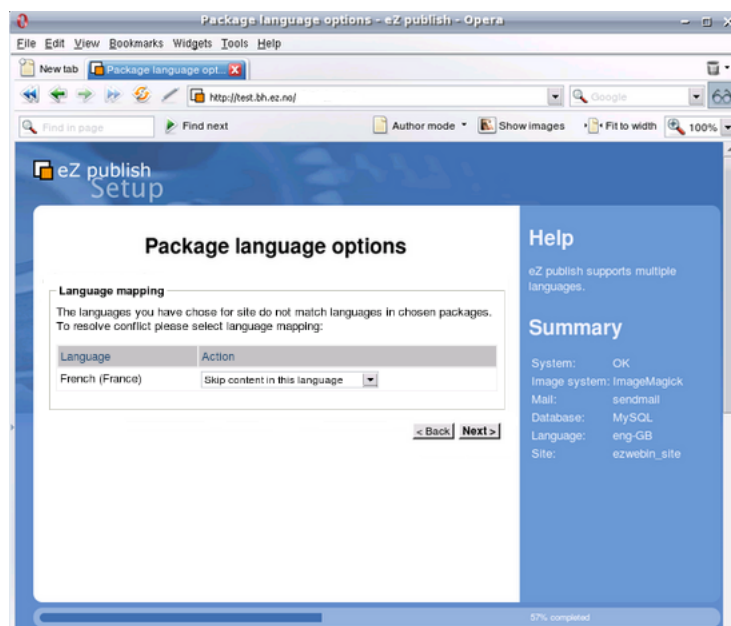 Package language options - eZ publish - Opera
File Edit View Bookmarks Widgets Tools Help
New tab Package language opt...
http://test.bh.ez.no/ Google
Find in page Find next Author mode Show images Fit to width 100%
eZ publish
Setup
Package language options
Language mapping
The languages you have chose for site do not match languages in chosen packages.
To resolve conflict please select language mapping:
Language Action
French (France) Skip content in this language
< Back Next >
Help
eZ publish supports multiple
languages.
Summary
System: OK
Image system: ImageMagick
Mail: sendmail
Database: MySQL
Language: eng-GB
Site: ezwebin_site
57% completed